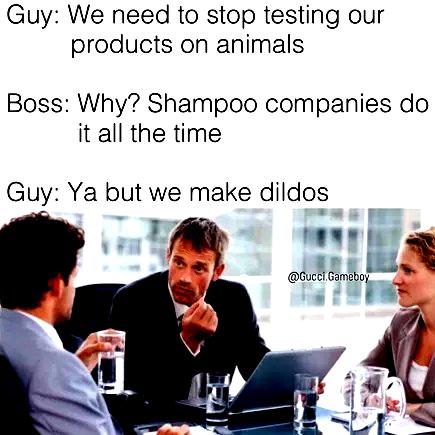 Guy: We need to stop testing our
products on animals
Boss: Why? Shampoo companies do
it all the time
Guy: Ya but we make dildos
@Gucci.Gameboy